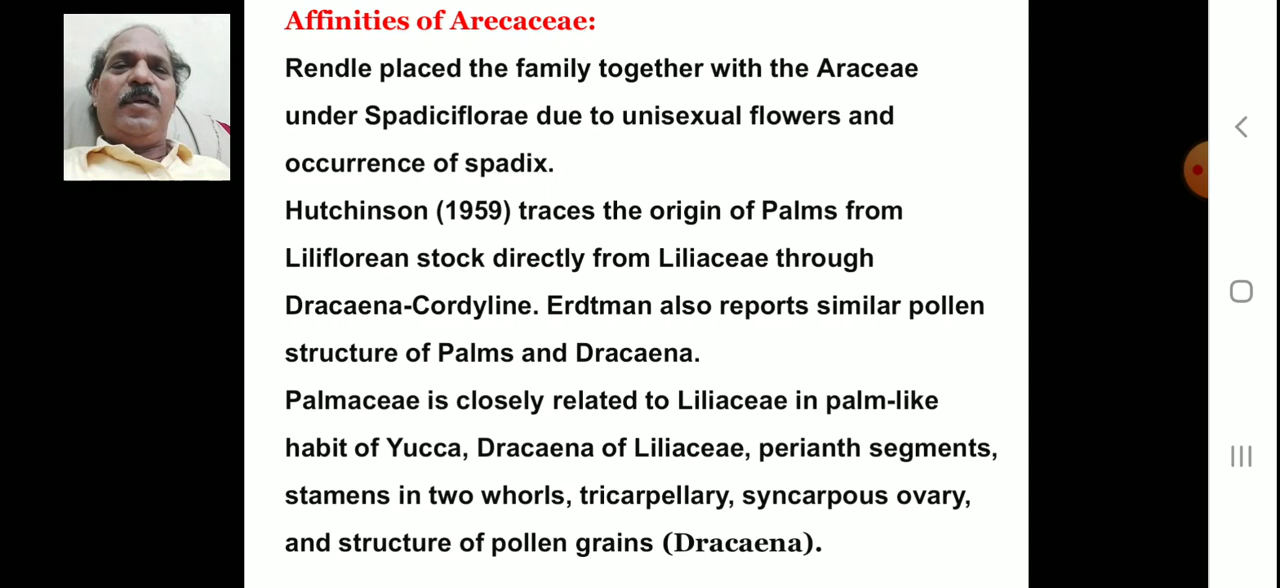 Affinities of Arecaceae:
Rendle placed the family together with the Araceae
under Spadiciflorae due to unisexual flowers and
occurrence of spadix.
Hutchinson (1959) traces the origin of Palms from
Liliflorean stock directly from Liliaceae through
Dracaena-Cordyline. Erdtman also reports similar pollen
structure of Palms and Dracaena.
Palmaceae is closely related to Liliaceae in palm-like
habit of Yucca, Dracaena of Liliaceae, perianth segments,
stamens in two whorls, tricarpellary, syncarpous ovary,
and structure of pollen grains (Dracaena).